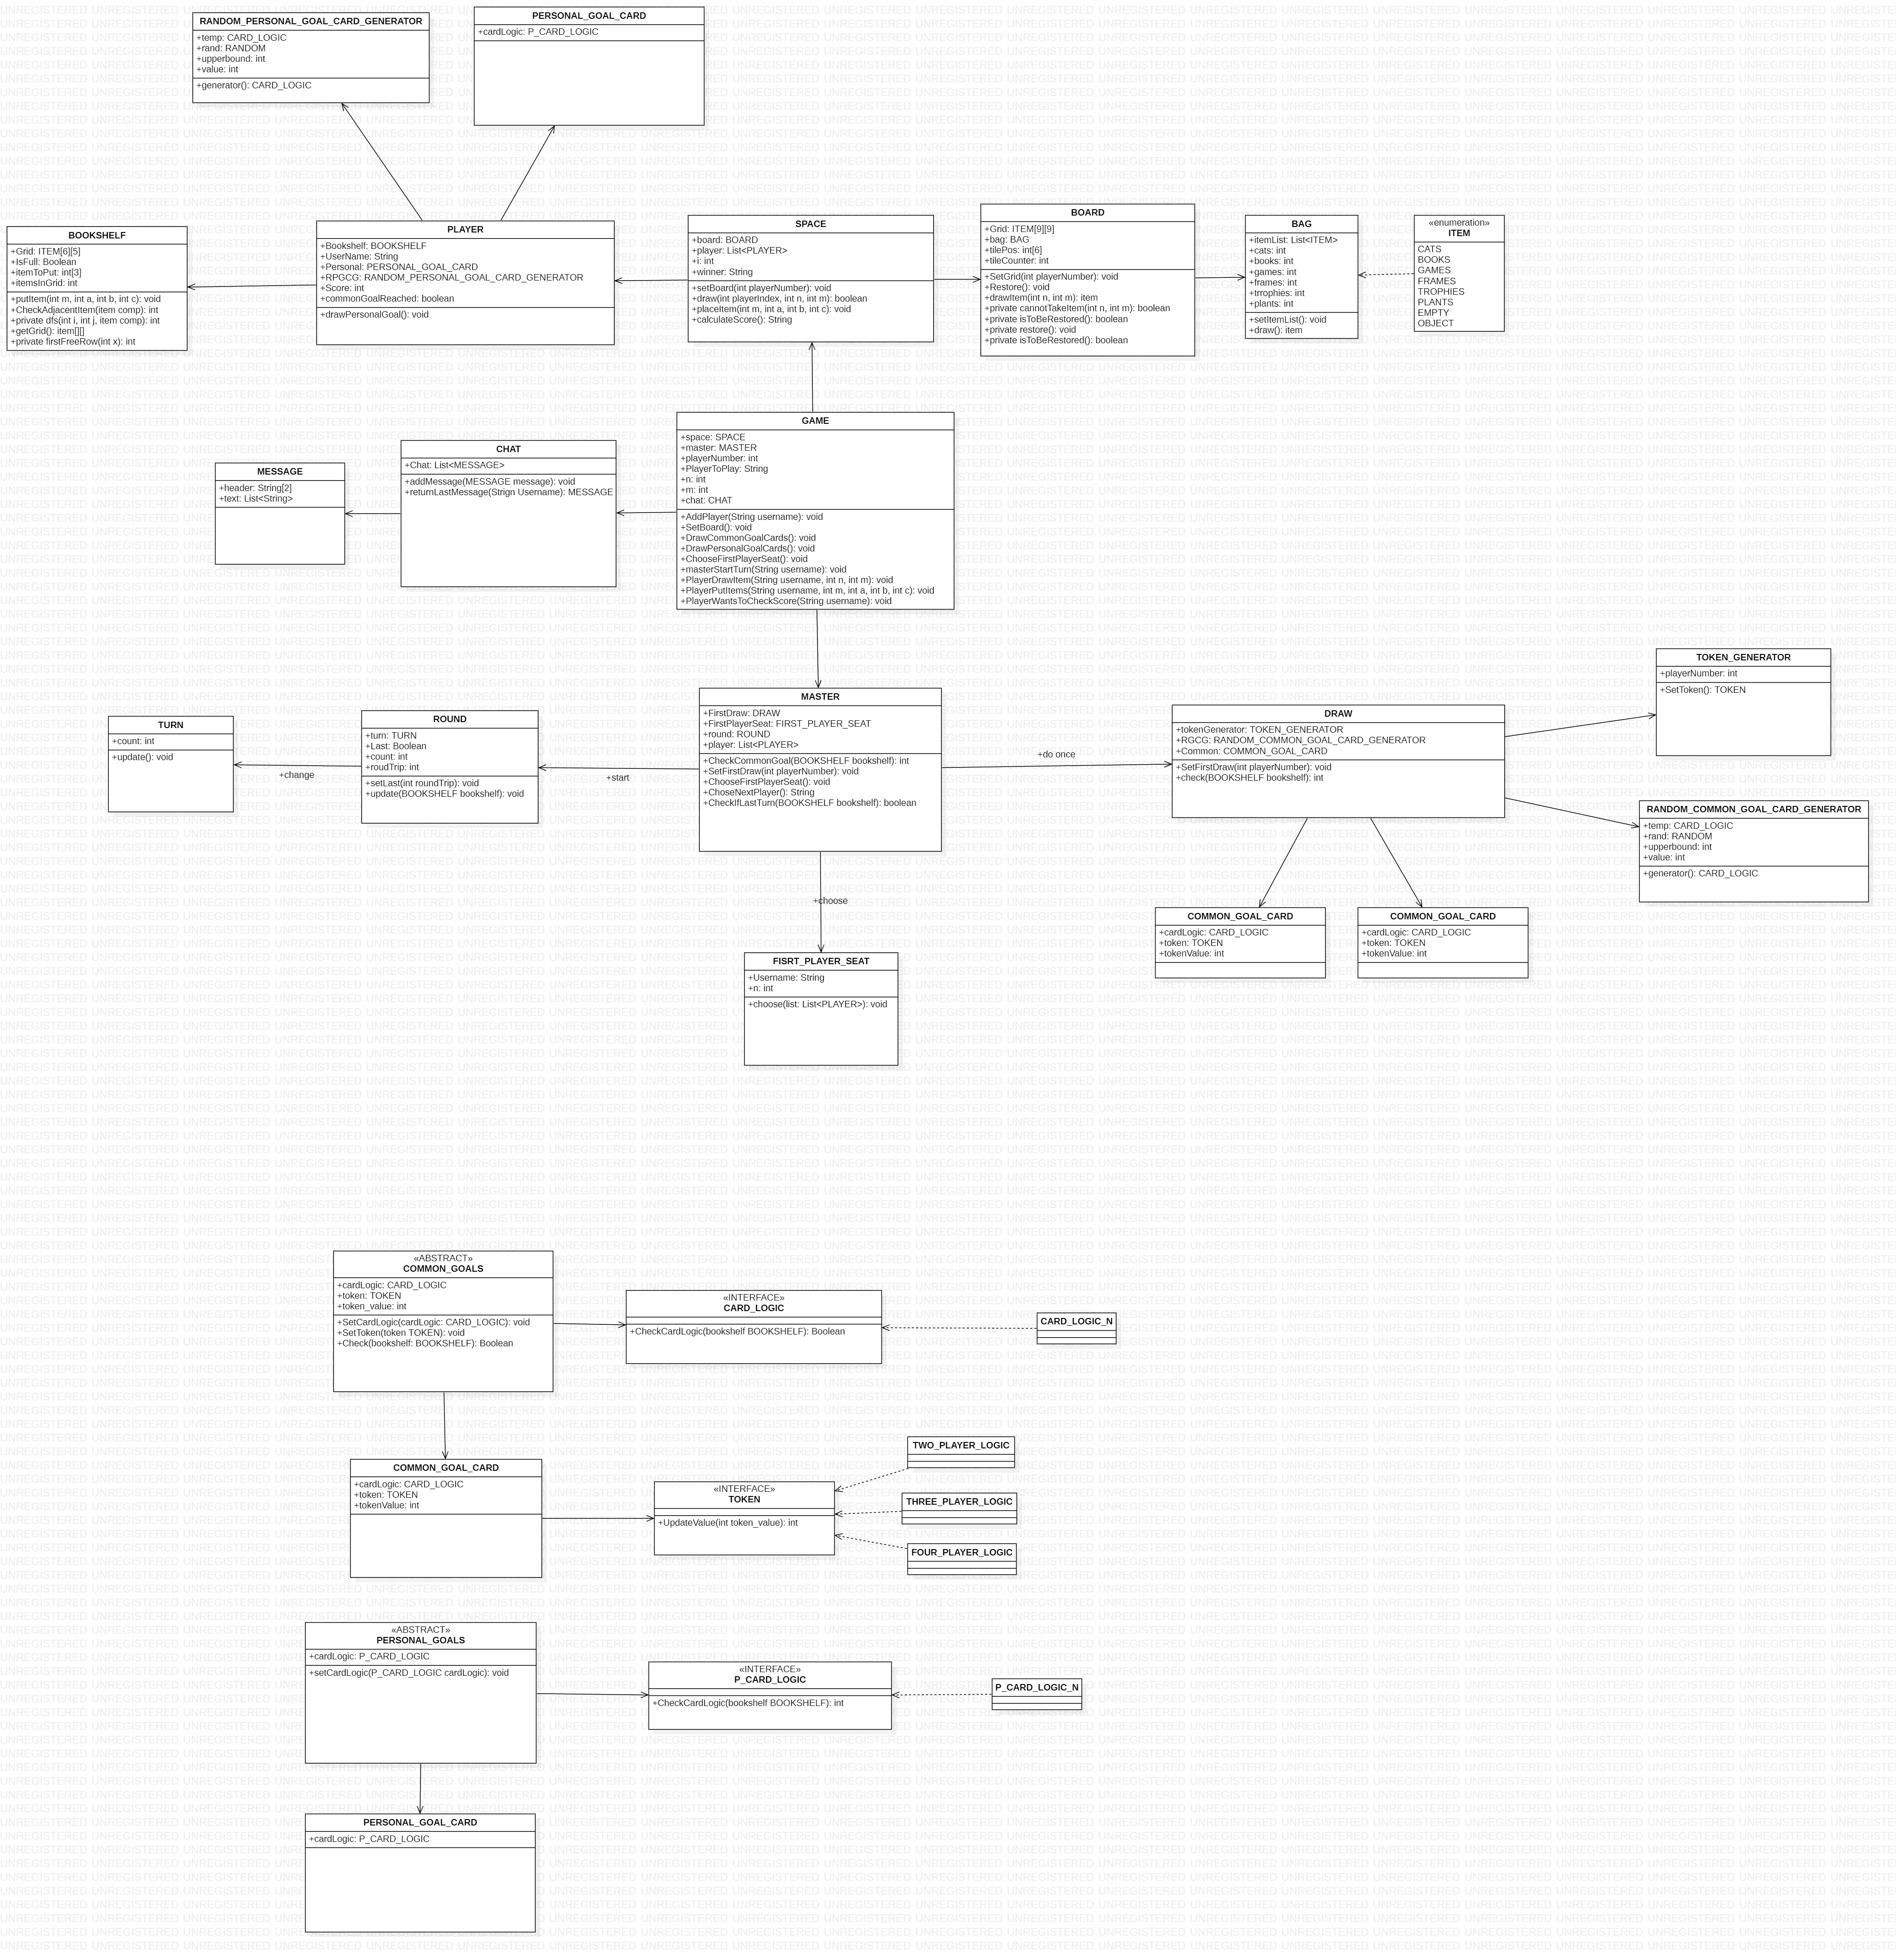 RANDOM_PERSONAL_GOAL_CARD_GENERATOR
+temp: CARD_LOGIC
+rand: RANDOM
+upperbound: int
+value: int
+generator(): CARD_LOGIC
PERSONAL_GOAL_CARD
+cardLogic: P_CARD_LOGIC
BOOKSHELF
+Grid: ITEM[6][5]
+IsFull: Boolean
+itemToPut: int[3]
+itemsInGrid: int
+putItem(int m, int a, int b, int c): void
+CheckAdjacentItem(item comp): int
+private dfs(int i, int j, item comp): int
+getGrid(): item[][]
+private firstFreeRow(int x): int
PLAYER
+Bookshelf: BOOKSHELF
+UserName: String
+Personal: PERSONAL_GOAL_CARD
+RPGCG: RANDOM_PERSONAL_GOAL_CARD_GENERATOR
+Score: int
+commonGoalReached: boolean
+drawPersonalGoal(): void
SPACE
+board: BOARD
+player: List<PLAYER>
+i: int
+winner: String
+setBoard(int playerNumber): void
+draw(int playerIndex, int n, int m): boolean
+placeItem(int m, int a, int b, int c): void
+calculateScore(): String
BOARD
+Grid: ITEM[9][9]
+bag: BAG
+tilePos: int[6]
+tileCounter: int
+SetGrid(int playerNumber): void
+Restore(): void
+drawItem(int n, int m): item
+private cannotTakeItem(int n, int m): boolean
+private isToBeRestored(): boolean
+private restore(): void
+private isToBeRestored(): boolean
BAG
+itemList: List<ITEM>
+cats: int
+books: int
+games: int
+frames: int
+trrophies: int
+plants: int
+setItemList(): void
+draw(): item
«enumeration»
ITEM
CATS
BOOKS
GAMES
FRAMES
TROPHIES
PLANTS
EMPTY
OBJECT
MESSAGE
+header: String[2]
+text: List<String>
CHAT
+Chat: List<MESSAGE>
+addMessage(MESSAGE message): void
+returnLastMessage(Strign Username): MESSAGE
GAME
+space: SPACE
+master: MASTER
+playerNumber: int
+PlayerToPlay: String
+n: int
+m: int
+chat: CHAT
+AddPlayer(String username): void
+SetBoard(): void
+DrawCommonGoalCards(): void
+DrawPersonalGoalCards(): void
+ChooseFirstPlayerSeat(): void
+masterStartTurn(String username): void
+PlayerDrawItem(String username, int n, int m): void
+PlayerPutItems(String username, int m, int a, int b, int c): void
+PlayerWantsToCheckScore(String username): void
TURN
+count: int
+update(): void
+change
ROUND
+turn: TURN
+Last: Boolean
+count: int
+roudTrip: int
+setLast(int roundTrip): void
+update(BOOKSHELF bookshelf): void
+start
MASTER
+FirstDraw: DRAW
+FirstPlayerSeat: FIRST_PLAYER_SEAT
+round: ROUND
+player: List<PLAYER>
+CheckCommonGoal(BOOKSHELF bookshelf): int
+SetFirstDraw(int playerNumber): void
+ChooseFirstPlayerSeat(): void
+ChoseNextPlayer(): String
+CheckIfLastTurn(BOOKSHELF bookshelf): boolean
+do once
DRAW
+tokenGenerator: TOKEN_GENERATOR
+RGCG: RANDOM_COMMON_GOAL_CARD_GENERATOR
+Common: COMMON_GOAL_CARD
+SetFirstDraw(int playerNumber): void
+check(BOOKSHELF bookshelf): int
TOKEN_GENERATOR
+playerNumber: int
+SetToken(): TOKEN
RANDOM_COMMON_GOAL_CARD_GENERATOR
+temp: CARD_LOGIC
+rand: RANDOM
+upperbound: int
+value: int
+generator(): CARD_LOGIC
+choose
COMMON_GOAL_CARD
+cardLogic: CARD_LOGIC
+token: TOKEN
+tokenValue: int
COMMON_GOAL_CARD
+cardLogic: CARD_LOGIC
+token: TOKEN
+tokenValue: int
FISRT_PLAYER_SEAT
+Username: String
+n: int
+choose(list: List<PLAYER>): void
«ABSTRACT»
COMMON_GOALS
+cardLogic: CARD_LOGIC
+token: TOKEN
+token_value: int
+SetCardLogic(cardLogic: CARD_LOGIC): void
+SetToken(token TOKEN): void
+Check(bookshelf: BOOKSHELF): Boolean
«INTERFACE»
CARD_LOGIC
+CheckCardLogic(bookshelf BOOKSHELF): Boolean
CARD_LOGIC_N
COMMON_GOAL_CARD
+cardLogic: CARD_LOGIC
+token: TOKEN
+tokenValue: int
«INTERFACE»
TOKEN
+UpdateValue(int token_value): int
TWO_PLAYER_LOGIC
THREE_PLAYER_LOGIC
FOUR_PLAYER_LOGIC
«ABSTRACT»
PERSONAL_GOALS
+cardLogic: P_CARD_LOGIC
+setCardLogic(P_CARD_LOGIC cardLogic): void
«INTERFACE»
P_CARD_LOGIC
+CheckCardLogic(bookshelf BOOKSHELF): int
P_CARD_LOGIC_N
PERSONAL_GOAL_CARD
+cardLogic: P_CARD_LOGIC